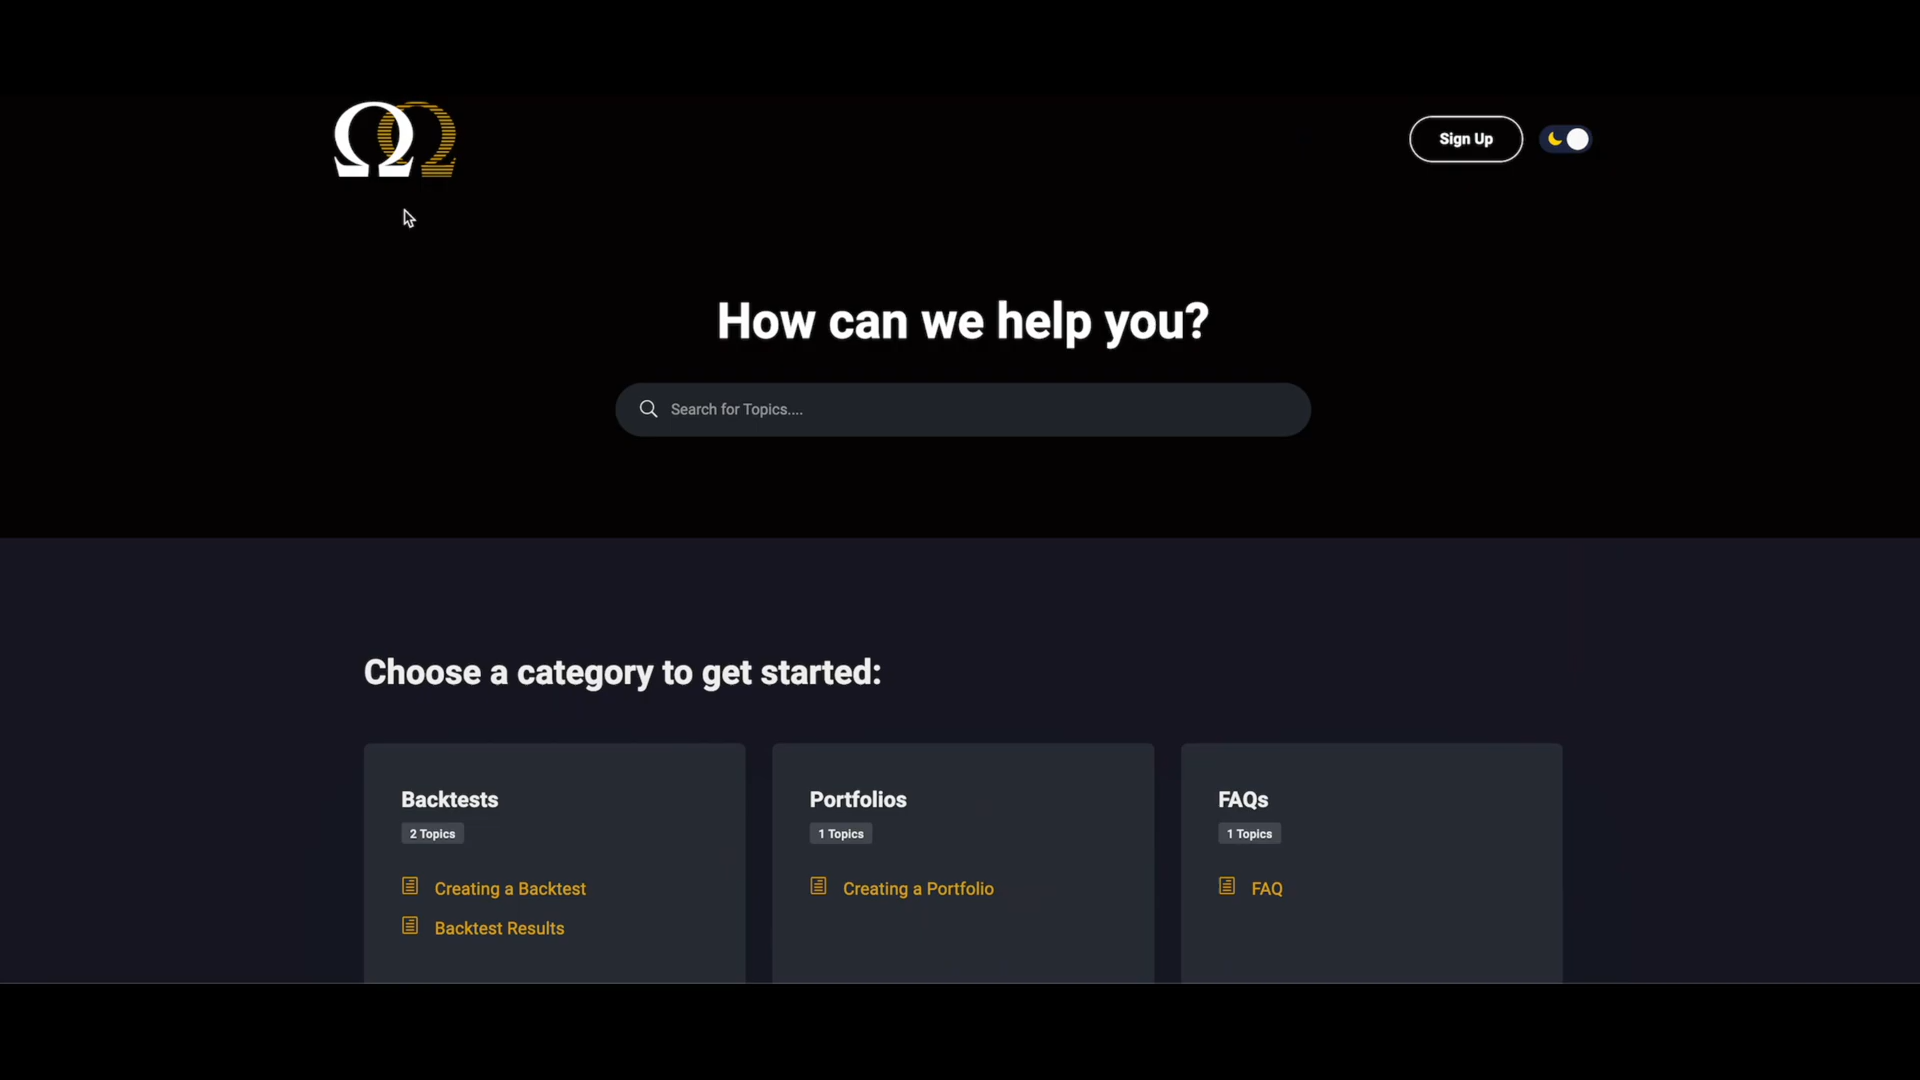 ΩΩ
Sign Up
How can we help you?
Search for Topics....
Choose a category to get started:
Backtests
2 Topics
Creating a Backtest
Backtest Results
Portfolios
1 Topics
Creating a Portfolio
FAQs
1 Topics
FAQ